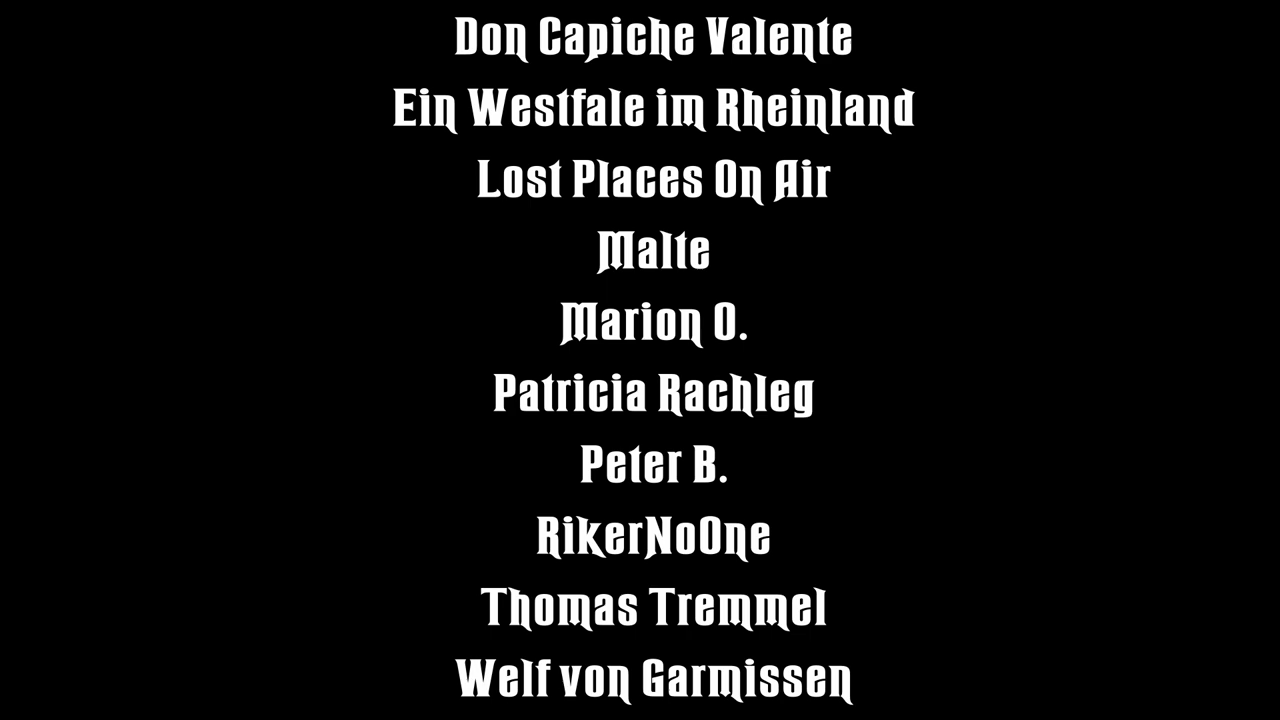 Don Capiche Valente
Ein Westfale im Rheinland
Lost Places On Air
Malte
Marion O.
Patricia Rachleg
Peter B.
RikerNoOne
Thomas Tremmel
Welf von Garmissen